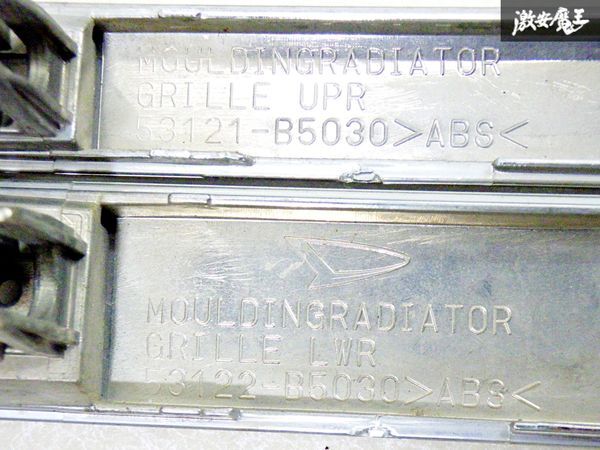 激安魔王
MOULDINGRADIATOR
GRILLE UPR
53121-B5030>ABS<
MOULDINGRADIATOR
GRILLE LWR
53122-B5030>ABS<